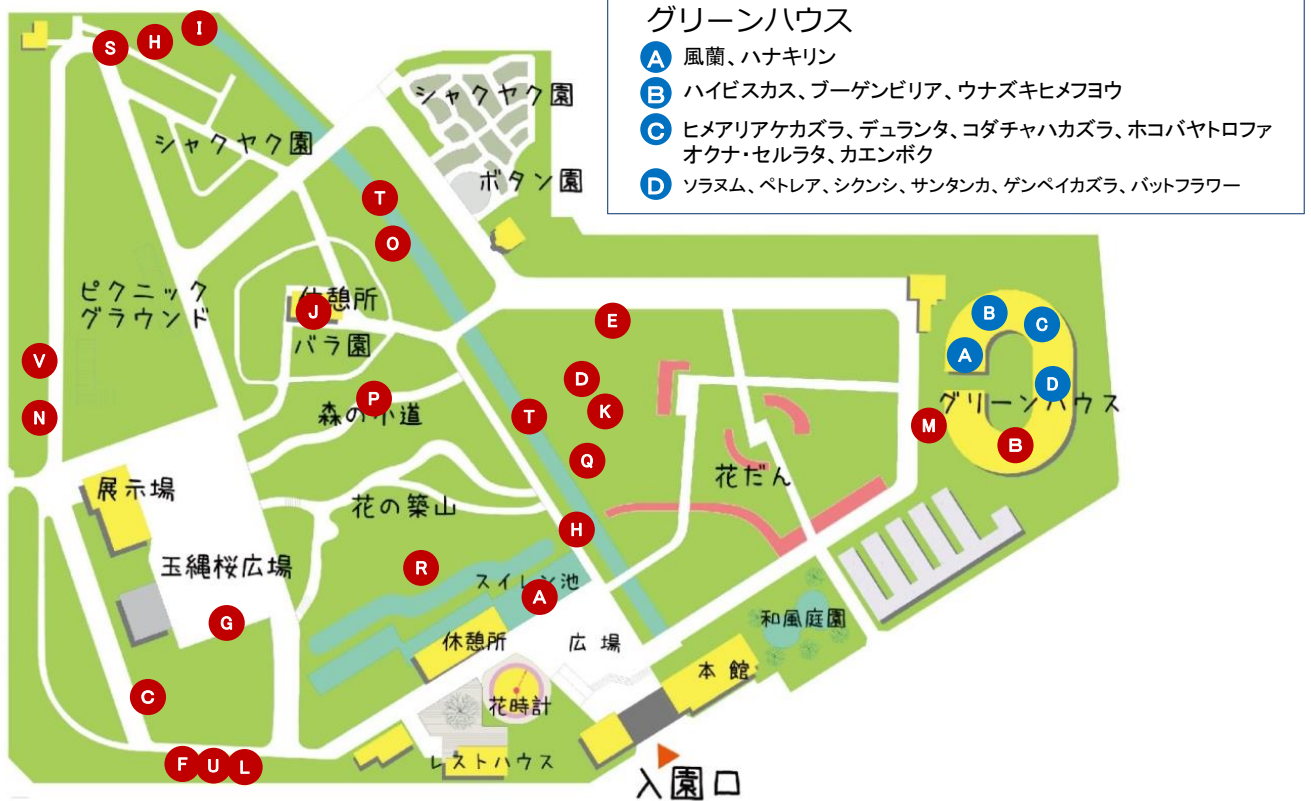 グリーンハウス
A 風蘭、ハナキリン
B ハイビスカス、ブーゲンビリア、ウナズキヒメフヨウ
C ヒメアリアケカズラ、デュランタ、コダチャハカズラ、ホコバヤトロファ
オクナ・セルラタ、カエンボク
D ソラヌム、ペトレア、シクンシ、サンタンカ、ゲンペイカズラ、バットフラワー
S
H
I
シャクヤク園
シャクヤク園
ボタン園
T
O
ピクニック
グラウンド
休憩所
J
バラ園
E
B
C
A
D
グリーンハウス
M
B
V
N
P
森の小道
D
K
T
Q
花だん
展示場
花の築山
H
玉縄桜広場
R
スイレン池
A
G
休憩所
広場
和風庭園
本館
C
花時計
F
U
L
レストハウス
入園口